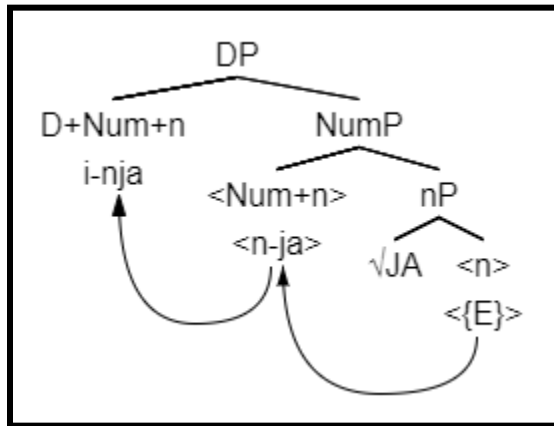 DP
D+Num+n NumP
i-nja <Num+n> nP
<n-ja> √JA <n>
<{E}>